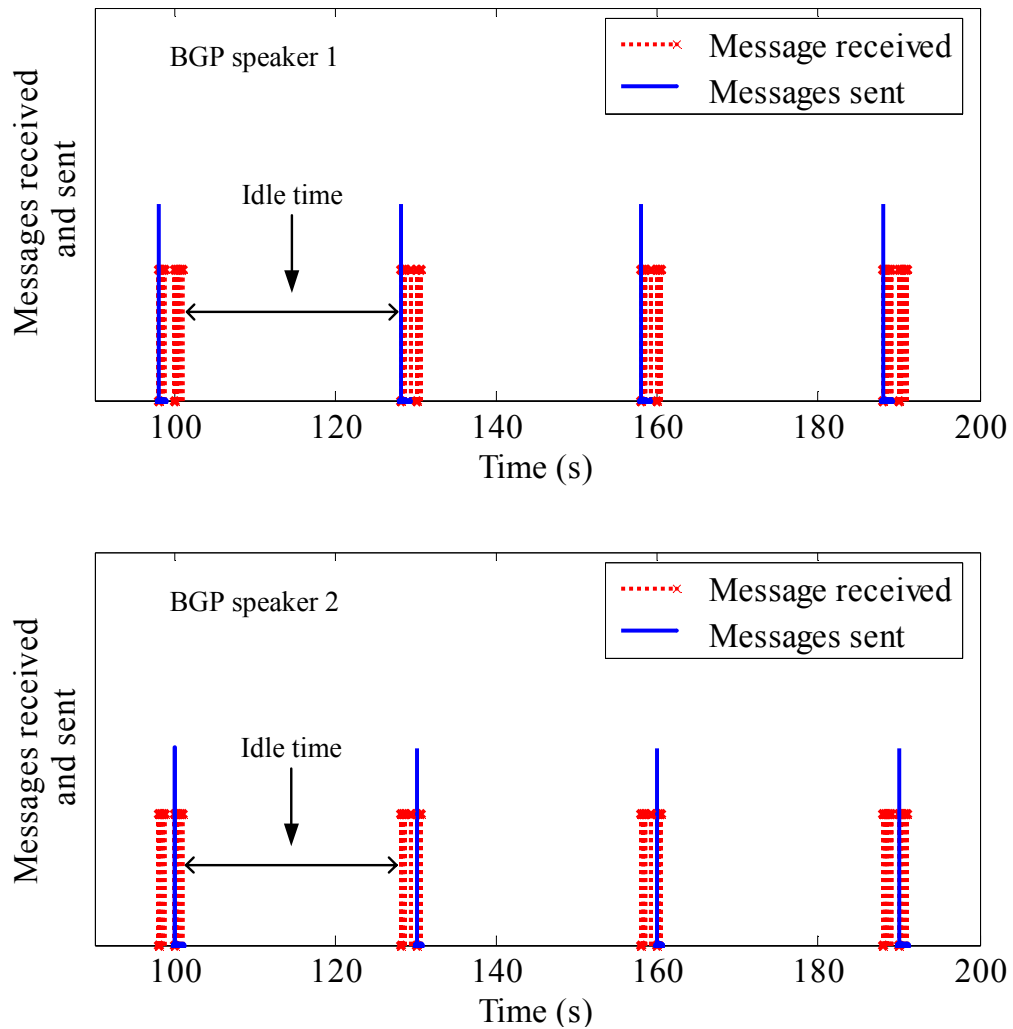 BGP speaker 1
Message received
Messages sent
Idle time
Messages received
and sent
100 120 140 160 180 200
Time (s)
BGP speaker 2
Message received
Messages sent
Idle time
Messages received
and sent
100 120 140 160 180 200
Time (s)